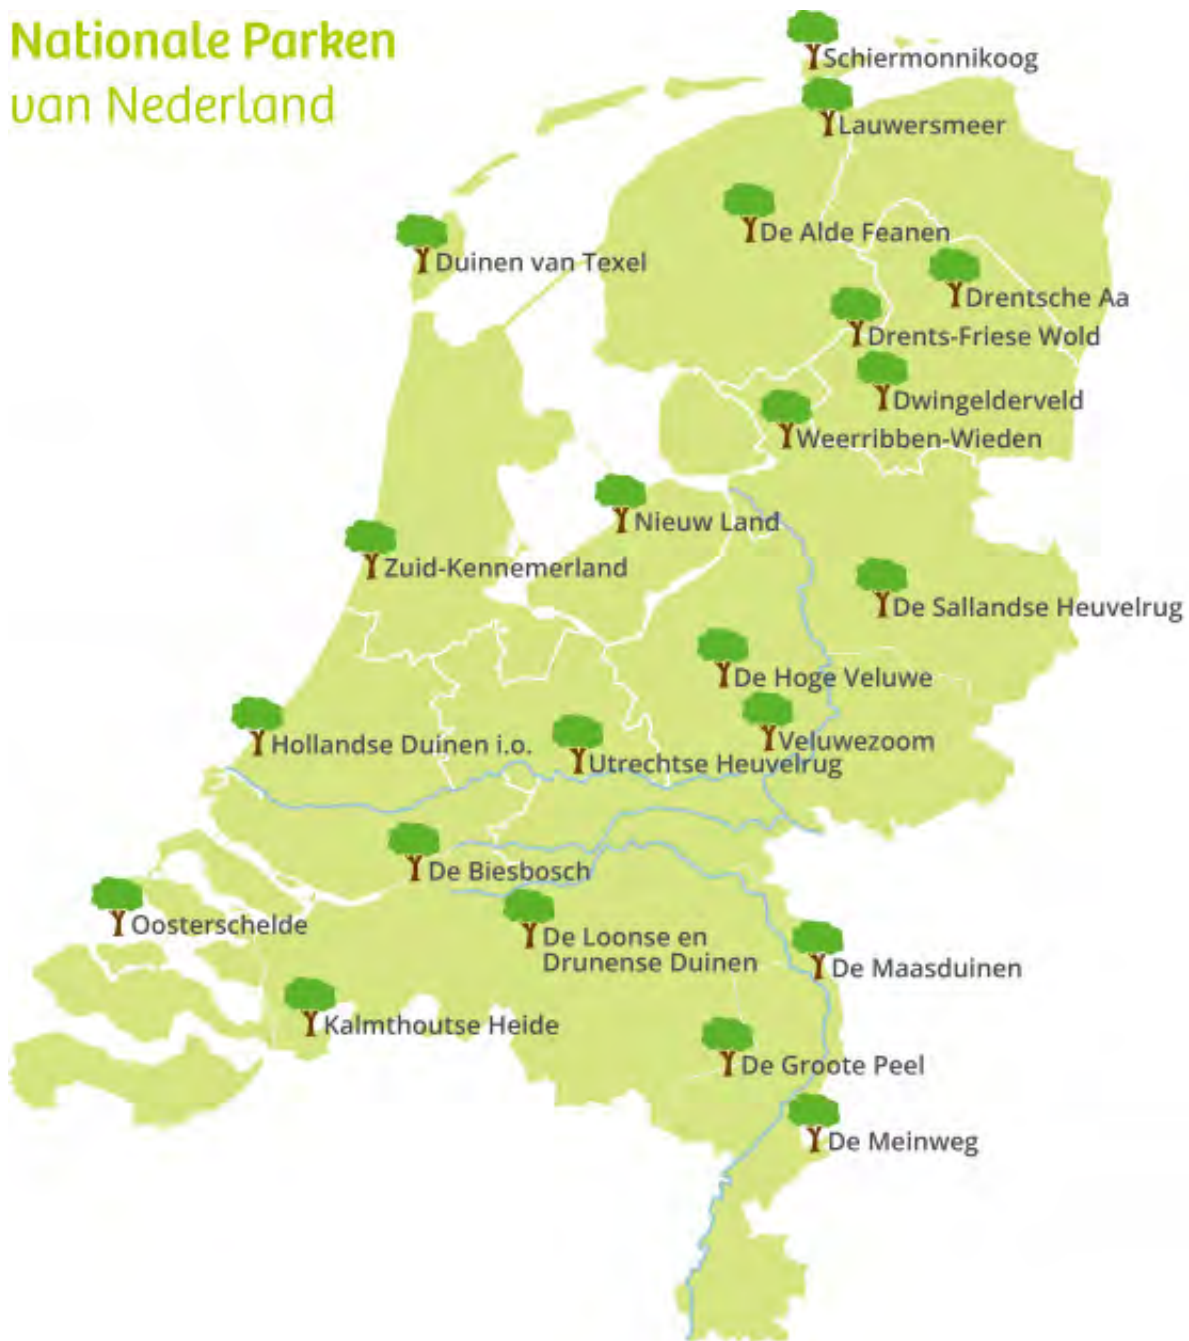 Nationale Parken
van Nederland
Schiermonnikoog
Lauwersmeer
De Alde Feanen
Duinen van Texel
Drentsche Aa
Drents-Friese Wold
Dwingelderveld
Weerribben-Wieden
Nieuw Land
Zuid-Kennemerland
De Sallandse Heuvelrug
De Hoge Veluwe
Veluwezoom
Hollandse Duinen i.o.
Utrechtse Heuvelrug
De Biesbosch
Oosterschelde
De Loonse en
Drunense Duinen
De Maasduinen
Kalmthoutse Heide
De Groote Peel
De Meinweg